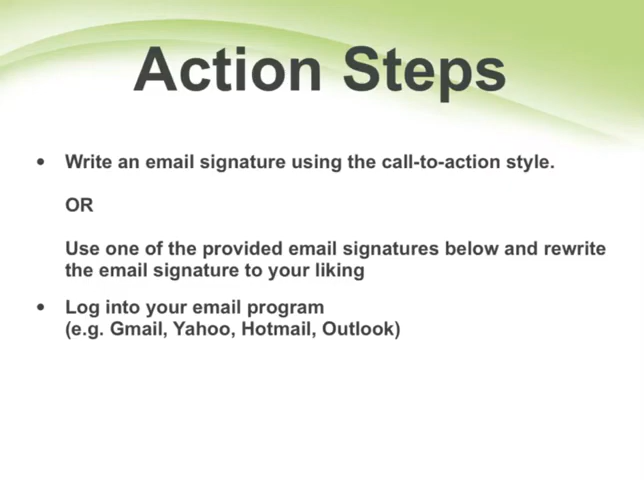 Action Steps
• Write an email signature using the call-to-action style.
OR
Use one of the provided email signatures below and rewrite
the email signature to your liking
• Log into your email program
(e.g. Gmail, Yahoo, Hotmail, Outlook)